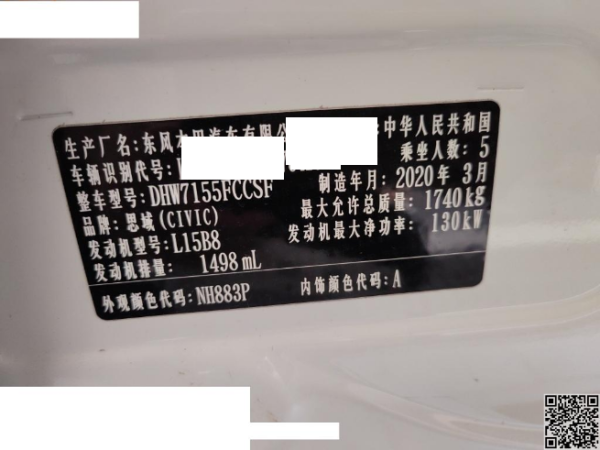 生产厂名:东风本田汽车有限公 中华人民共和国
车辆识别代号: 乘坐人数:5
整车型号:DHW7155FCCSF 制造年月:2020年3月
品牌:思域(CIVIC) 最大允许总质量:1740kg
发动机型号:L15B8 发动机最大净功率:130kW
发动机排量: 1498mL
外观颜色代码:NH883P 内饰颜色代码:A